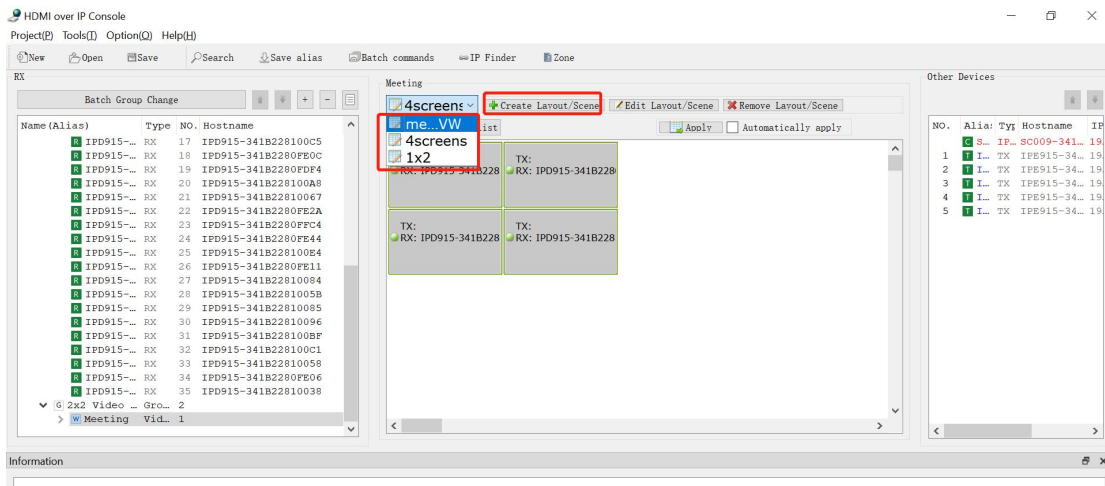 HDMI over IP Console
Project(P) Tools(T) Option(O) Help(H)
New Open Save Search Save alias Batch commands IP Finder Zone
RX
Batch Group Change + -
Name(Alias) Type NO. Hostname
R IPD915-… RX 17 IPD915-341B228100C5
R IPD915-… RX 18 IPD915-341B2280FE0C
R IPD915-… RX 19 IPD915-341B2280FDF4
R IPD915-… RX 20 IPD915-341B228100A8
R IPD915-… RX 21 IPD915-341B22810067
R IPD915-… RX 22 IPD915-341B2280FE2A
R IPD915-… RX 23 IPD915-341B2280FFC4
R IPD915-… RX 24 IPD915-341B2280FE44
R IPD915-… RX 25 IPD915-341B228100E4
R IPD915-… RX 26 IPD915-341B2280FE11
R IPD915-… RX 27 IPD915-341B22810084
R IPD915-… RX 28 IPD915-341B2281005B
R IPD915-… RX 29 IPD915-341B22810085
R IPD915-… RX 30 IPD915-341B22810096
R IPD915-… RX 31 IPD915-341B228100BF
R IPD915-… RX 32 IPD915-341B228100C1
R IPD915-… RX 33 IPD915-341B22810058
R IPD915-… RX 34 IPD915-341B2280FE06
R IPD915-… RX 35 IPD915-341B22810038
G 2x2 Video … Gro… 2
W Meeting Vid… 1
Meeting
4screens Create Layout/Scene Edit Layout/Scene Remove Layout/Scene
me...VW
4screens
1x2
list Apply Automatically apply
TX:
RX: IPD915-341B228 RX: IPD915-341B2280
TX: TX:
RX: IPD915-341B228 RX: IPD915-341B228
Other Devices
NO. Alia: Typ Hostname IP
C S… IP… SC009-341… 19
1 T I… TX IPE915-34… 19
2 T I… TX IPE915-34… 19
3 T I… TX IPE915-34… 19
4 T I… TX IPE915-34… 19
5 T I… TX IPE915-34… 19
Information